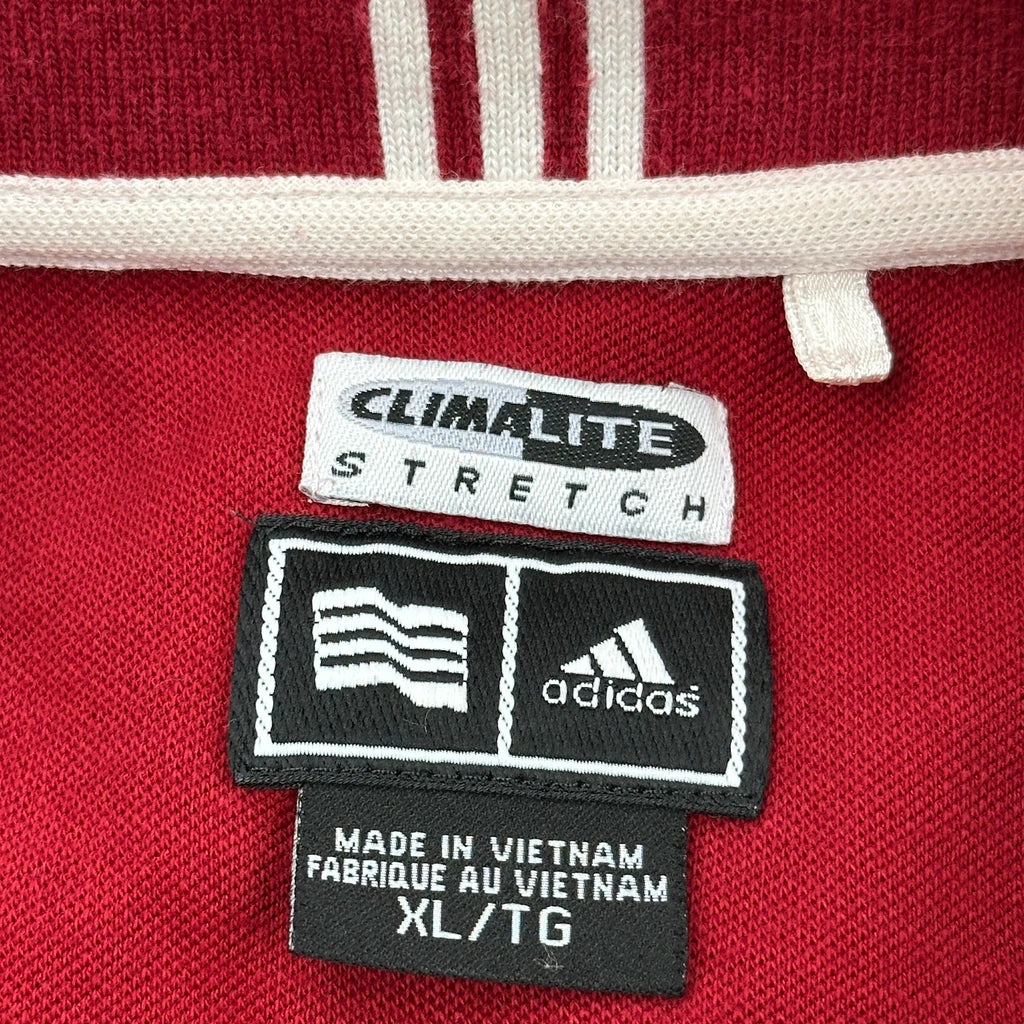 CLIMALITE
STRETCH
adidas
MADE IN VIETNAM
FABRIQUE AU VIETNAM
XL/TG